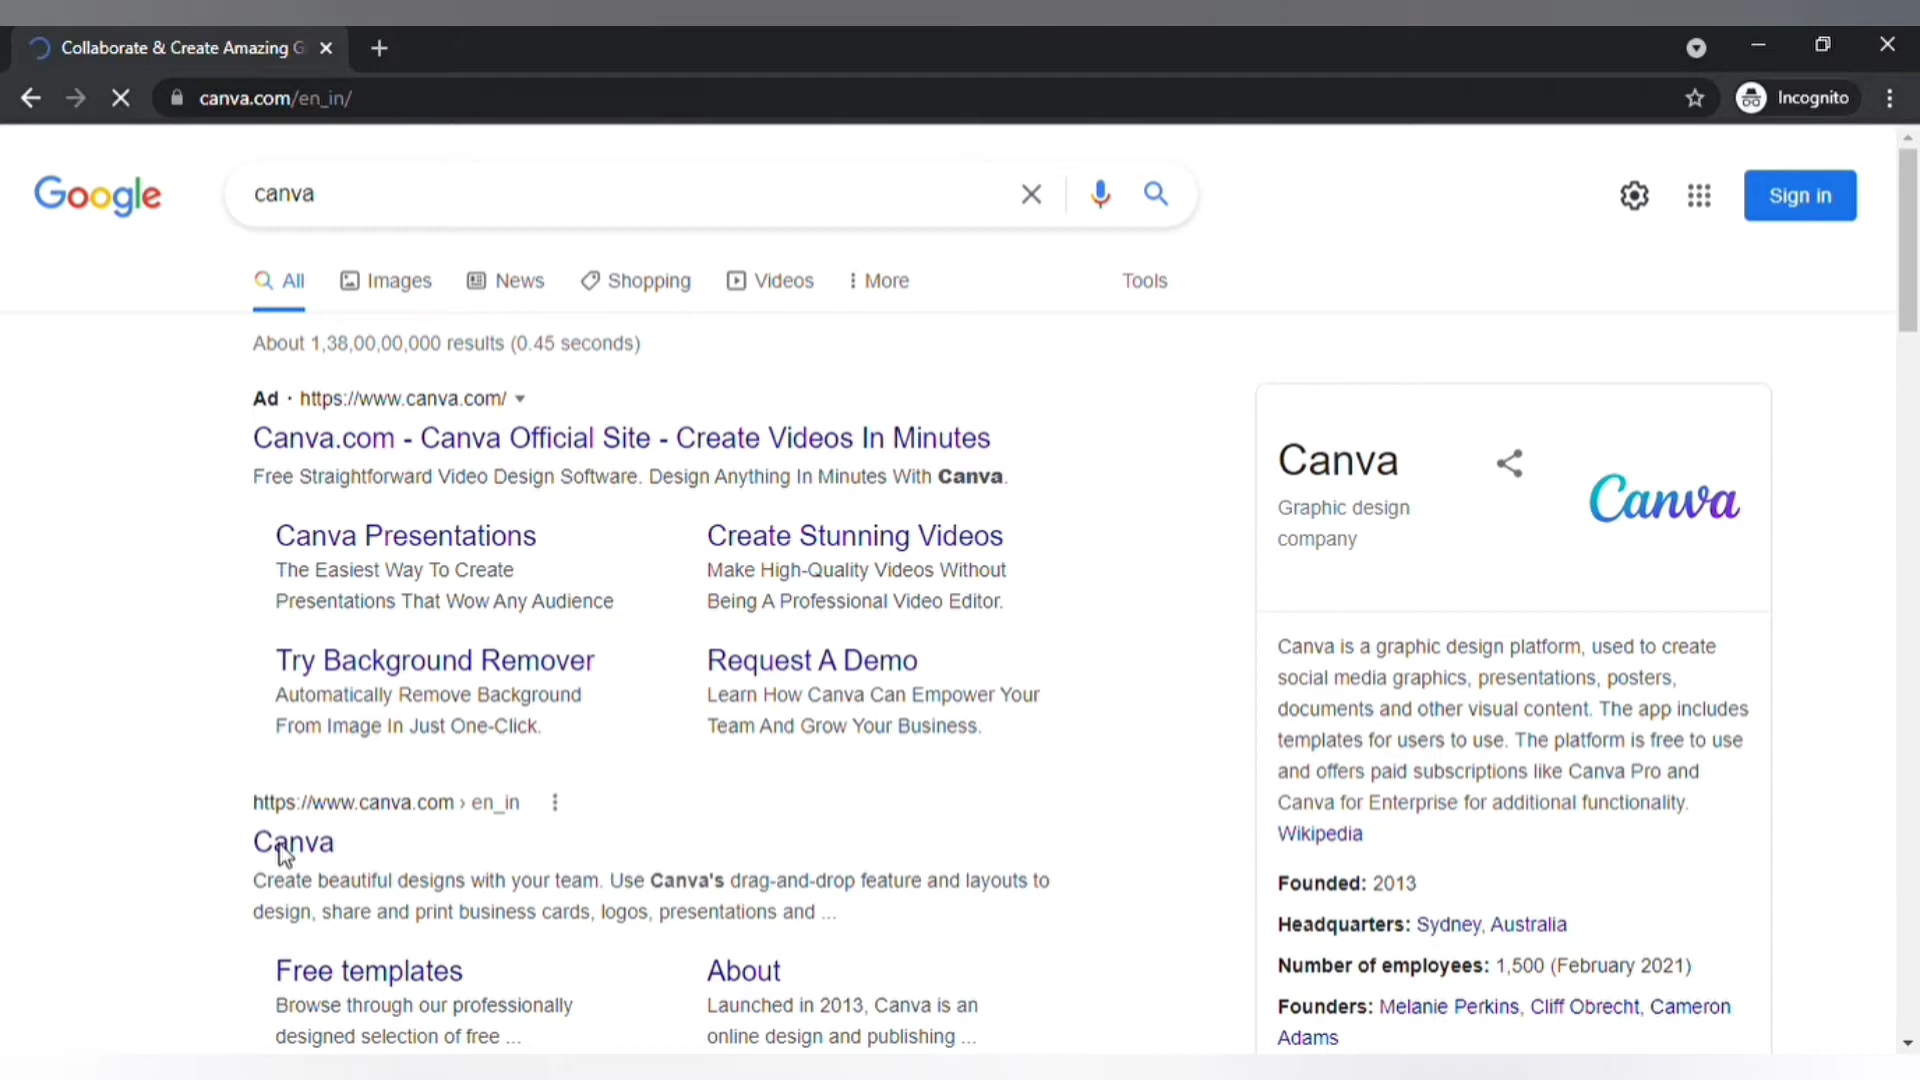 Collaborate & Create Amazing G
canva.com/en_in/
Incognito
Google
canva
Sign in
All
Images
News
Shopping
Videos
More
Tools
About 1,38,00,00,000 results (0.45 seconds)
Ad · https://www.canva.com/
Canva.com - Canva Official Site - Create Videos In Minutes
Free Straightforward Video Design Software. Design Anything In Minutes With Canva.
Canva Presentations
The Easiest Way To Create
Presentations That Wow Any Audience
Create Stunning Videos
Make High-Quality Videos Without
Being A Professional Video Editor.
Try Background Remover
Automatically Remove Background
From Image In Just One-Click.
Request A Demo
Learn How Canva Can Empower Your
Team And Grow Your Business.
https://www.canva.com › en_in
Canva
Create beautiful designs with your team. Use Canva's drag-and-drop feature and layouts to
design, share and print business cards, logos, presentations and ...
Free templates
Browse through our professionally
designed selection of free ...
About
Launched in 2013, Canva is an
online design and publishing ...
Canva
Graphic design
company
Canva
Canva is a graphic design platform, used to create
social media graphics, presentations, posters,
documents and other visual content. The app includes
templates for users to use. The platform is free to use
and offers paid subscriptions like Canva Pro and
Canva for Enterprise for additional functionality.
Wikipedia
Founded: 2013
Headquarters: Sydney, Australia
Number of employees: 1,500 (February 2021)
Founders: Melanie Perkins, Cliff Obrecht, Cameron
Adams